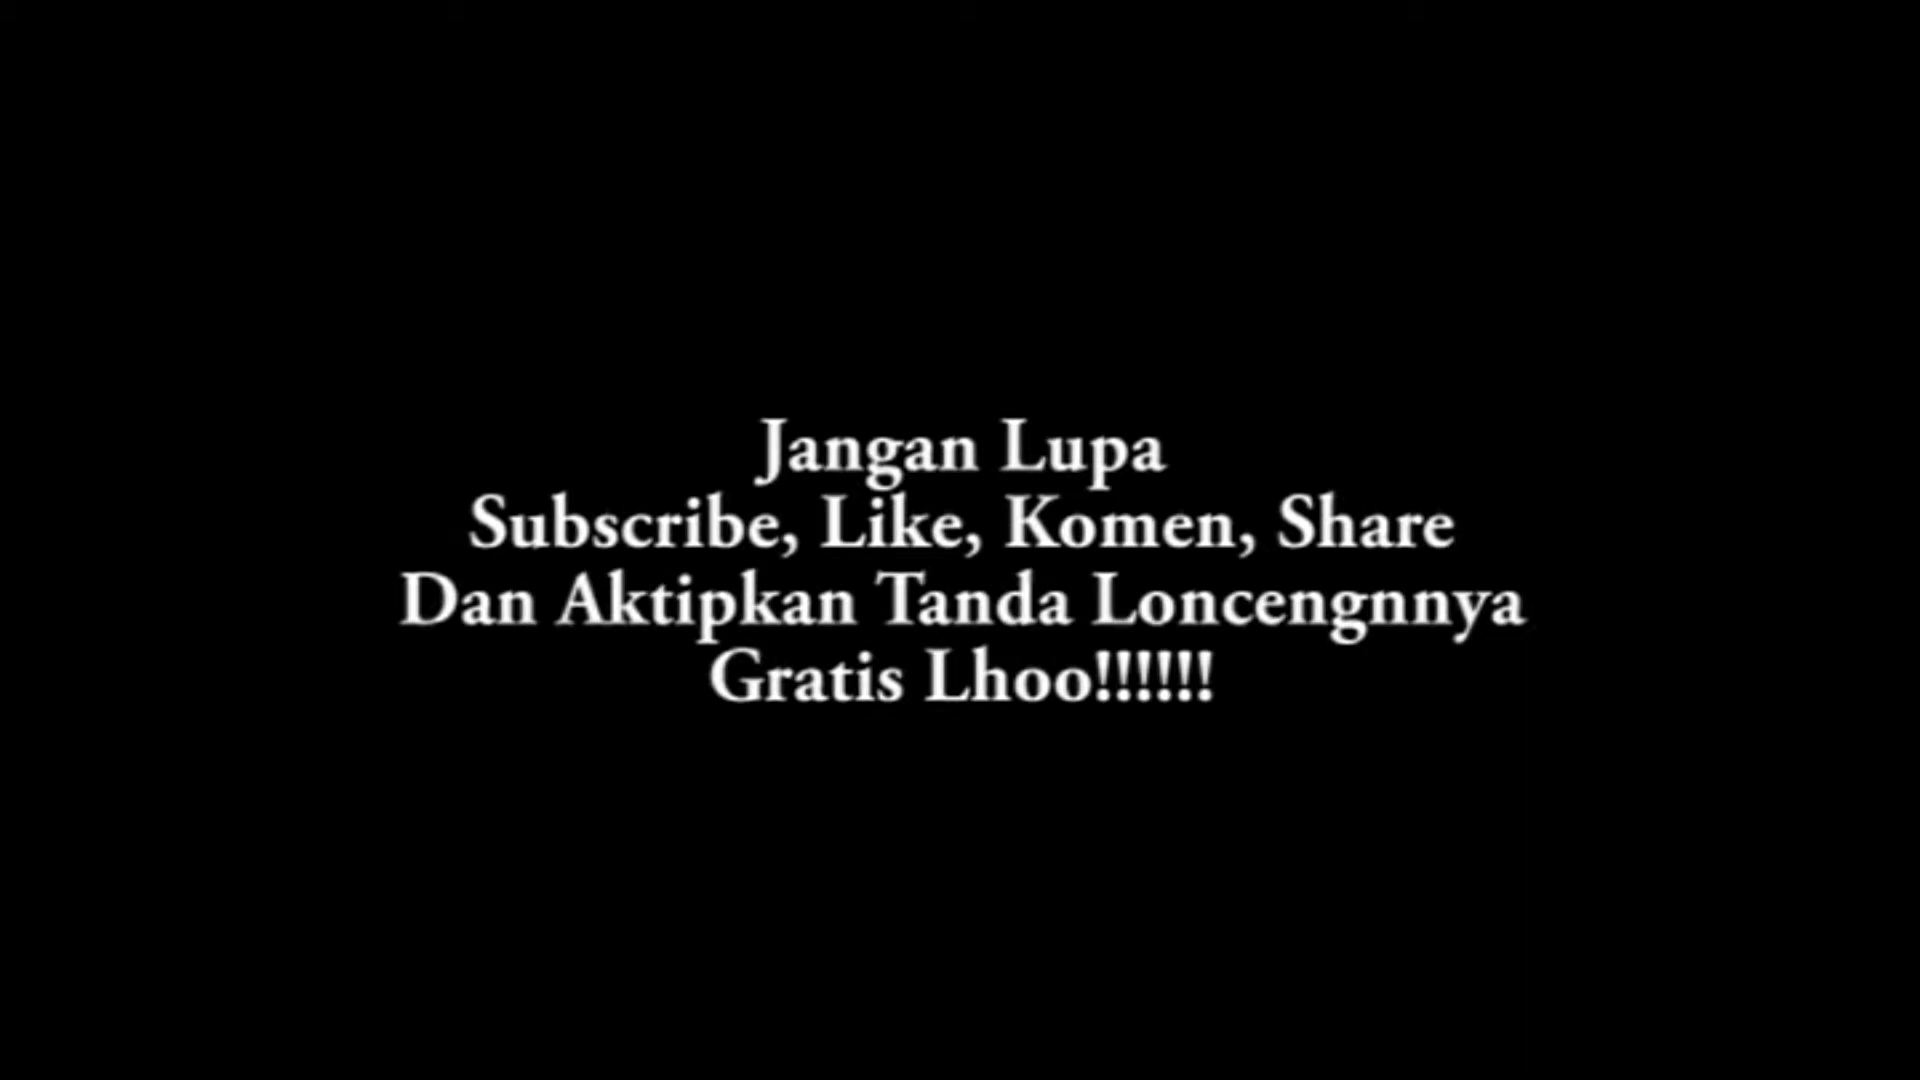 Jangan Lupa
Subscribe, Like, Komen, Share
Dan Aktipkan Tanda Loncengnnya
Gratis Lhoo!!!!!!